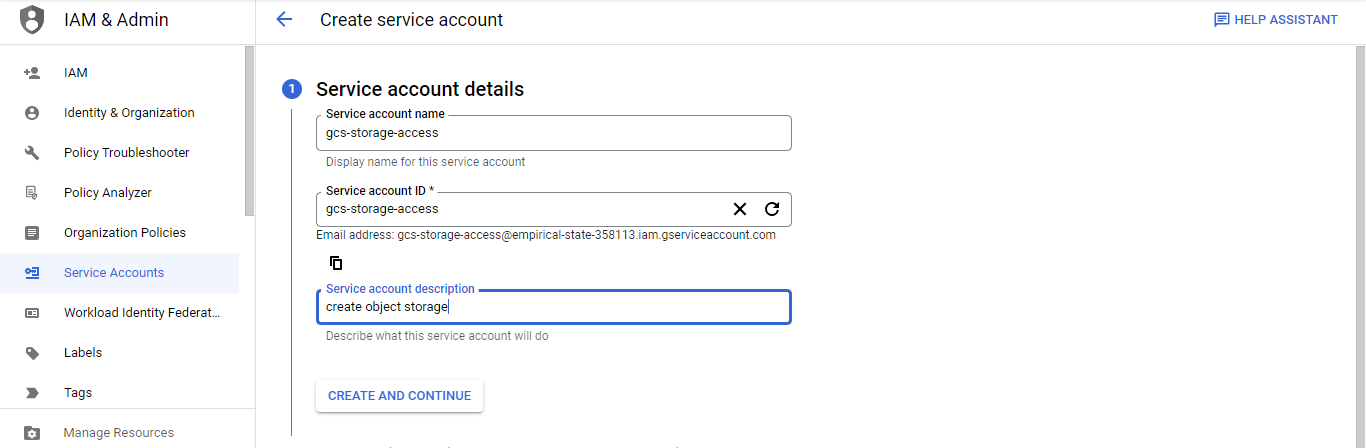 IAM & Admin
Create service account
HELP ASSISTANT
IAM
Identity & Organization
Policy Troubleshooter
Policy Analyzer
Organization Policies
Service Accounts
Workload Identity Federat...
Labels
Tags
Manage Resources
1 Service account details
Service account name
gcs-storage-access
Display name for this service account
Service account ID *
gcs-storage-access
Email address: gcs-storage-access@empirical-state-358113.iam.gserviceaccount.com
Service account description
create object storage
Describe what this service account will do
CREATE AND CONTINUE